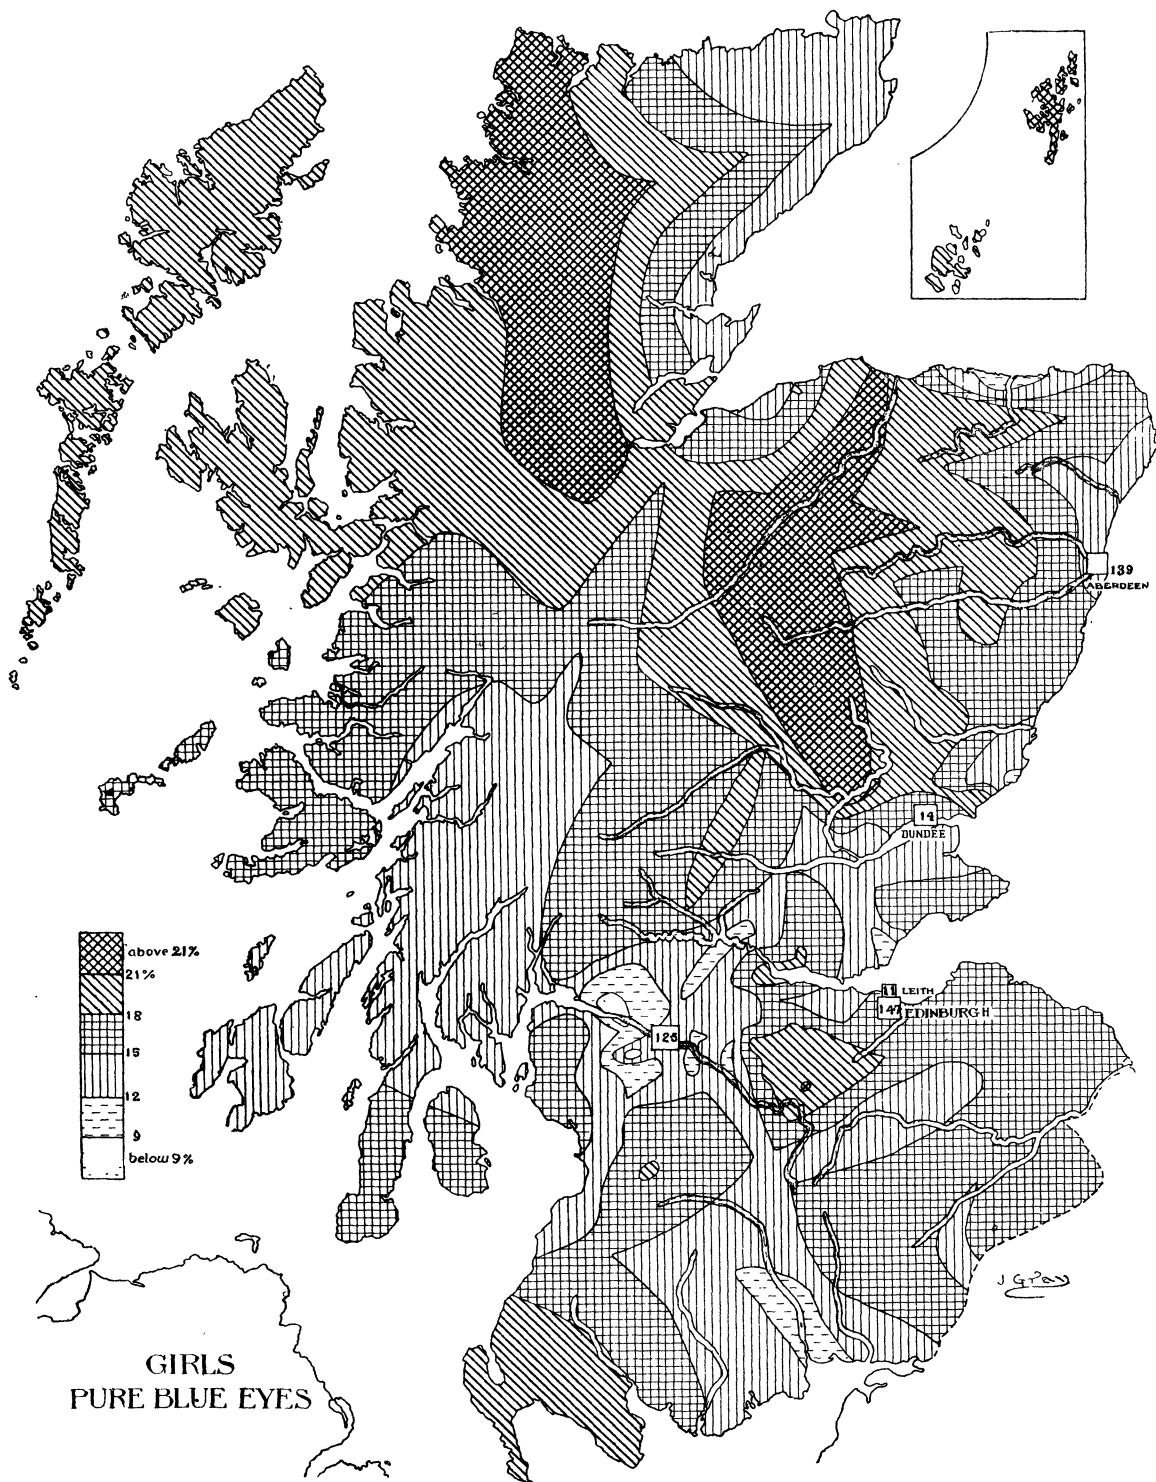 139
ABERDEEN
14
DUNDEE
above 21%
21%
18
15
12
9
below 9%
11 LEITH
147 EDINBURGH
126
J Gray
GIRLS
PURE BLUE EYES